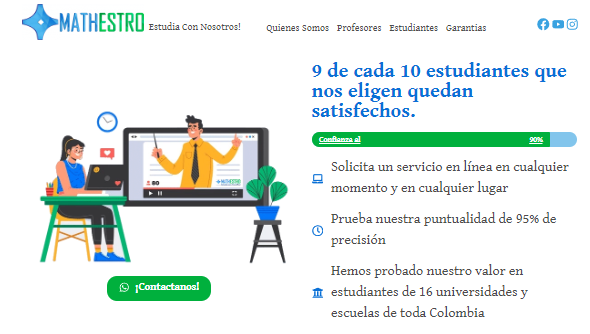 MATHESTRO
Estudia Con Nosotros!
Quienes Somos Profesores Estudiantes Garantías
9 de cada 10 estudiantes que
nos eligen quedan
satisfechos.
Confianza al 90%
Solicita un servicio en línea en cualquier
momento y en cualquier lugar
Prueba nuestra puntualidad de 95% de
precisión
Hemos probado nuestro valor en
estudiantes de 16 universidades y
escuelas de toda Colombia
80
MATHESTRO
¡Contactanos!